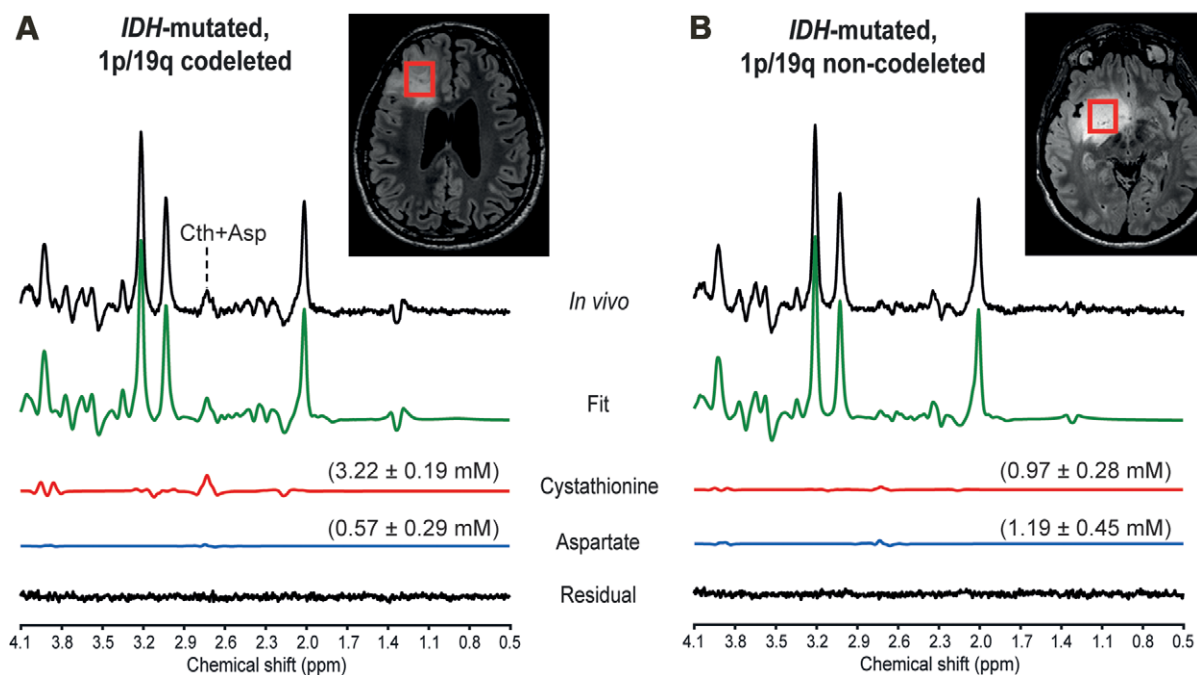 A
IDH-mutated,
1p/19q codeleted
Cth+Asp
B
IDH-mutated,
1p/19q non-codeleted
In vivo
Fit
(3.22 ± 0.19 mM)
Cystathionine
(0.97 ± 0.28 mM)
(0.57 ± 0.29 mM)
Aspartate
(1.19 ± 0.45 mM)
Residual
4.1 3.8 3.5 3.2 2.9 2.6 2.3 2.0 1.7 1.4 1.1 0.8 0.5
Chemical shift (ppm)
4.1 3.8 3.5 3.2 2.9 2.6 2.3 2.0 1.7 1.4 1.1 0.8 0.5
Chemical shift (ppm)